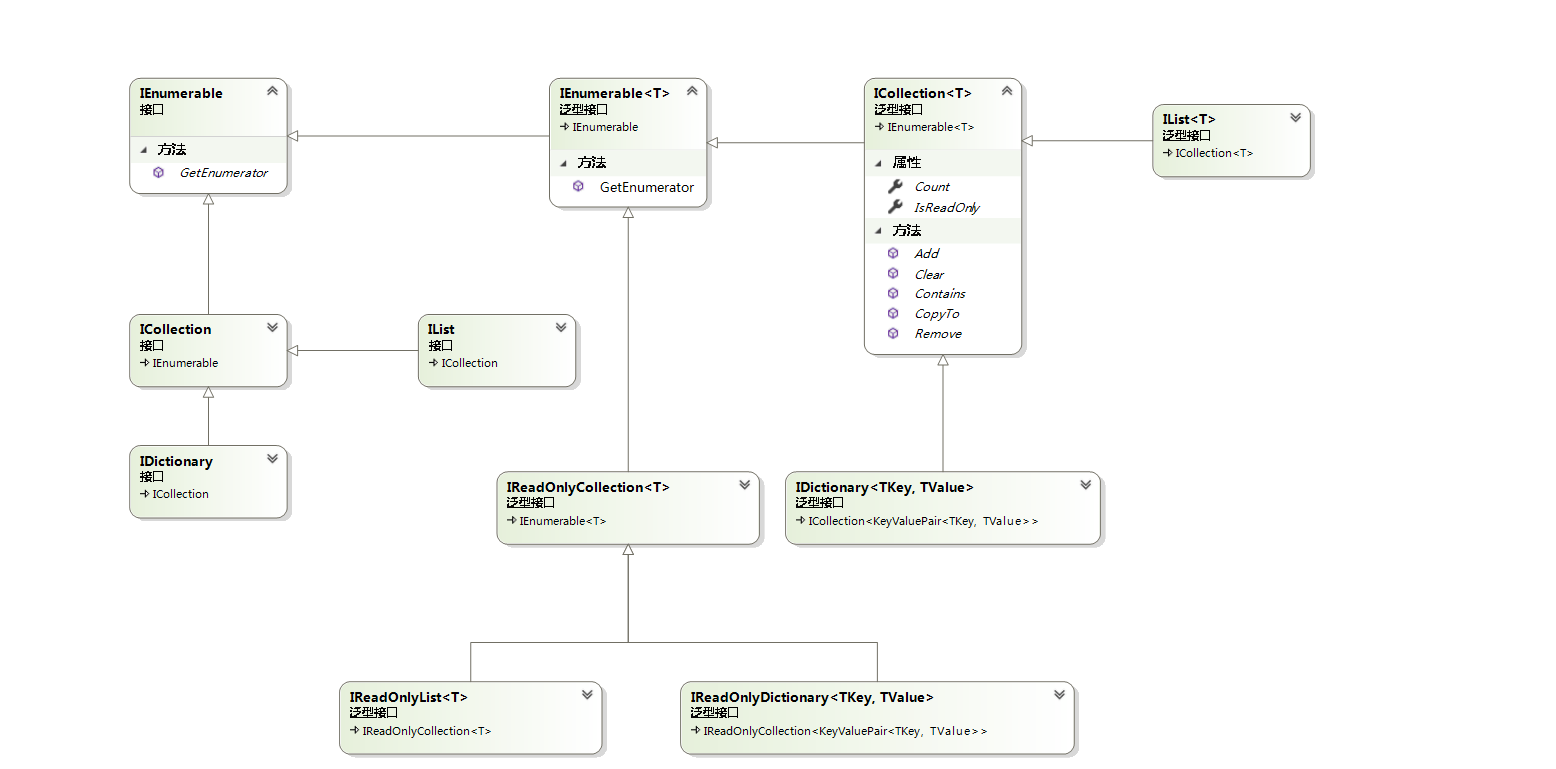 IEnumerable
接口
方法
GetEnumerator
IEnumerable<T>
泛型接口
IEnumerable
方法
GetEnumerator
ICollection<T>
泛型接口
IEnumerable<T>
属性
Count
IsReadOnly
方法
Add
Clear
Contains
CopyTo
Remove
IList<T>
泛型接口
ICollection<T>
ICollection
接口
IEnumerable
IList
接口
ICollection
IDictionary
接口
ICollection
IReadOnlyCollection<T>
泛型接口
IEnumerable<T>
IDictionary<TKey, TValue>
泛型接口
ICollection<KeyValuePair<TKey, TValue>>
IReadOnlyList<T>
泛型接口
IReadOnlyCollection<T>
IReadOnlyDictionary<TKey, TValue>
泛型接口
IReadOnlyCollection<KeyValuePair<TKey, TValue>>